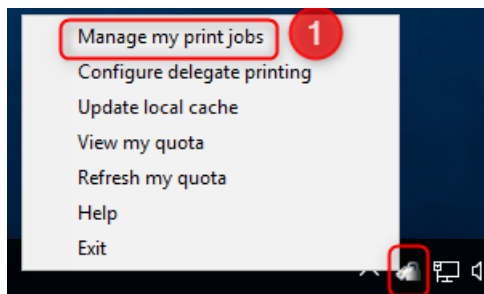 Manage my print jobs 1
Configure delegate printing
Update local cache
View my quota
Refresh my quota
Help
Exit